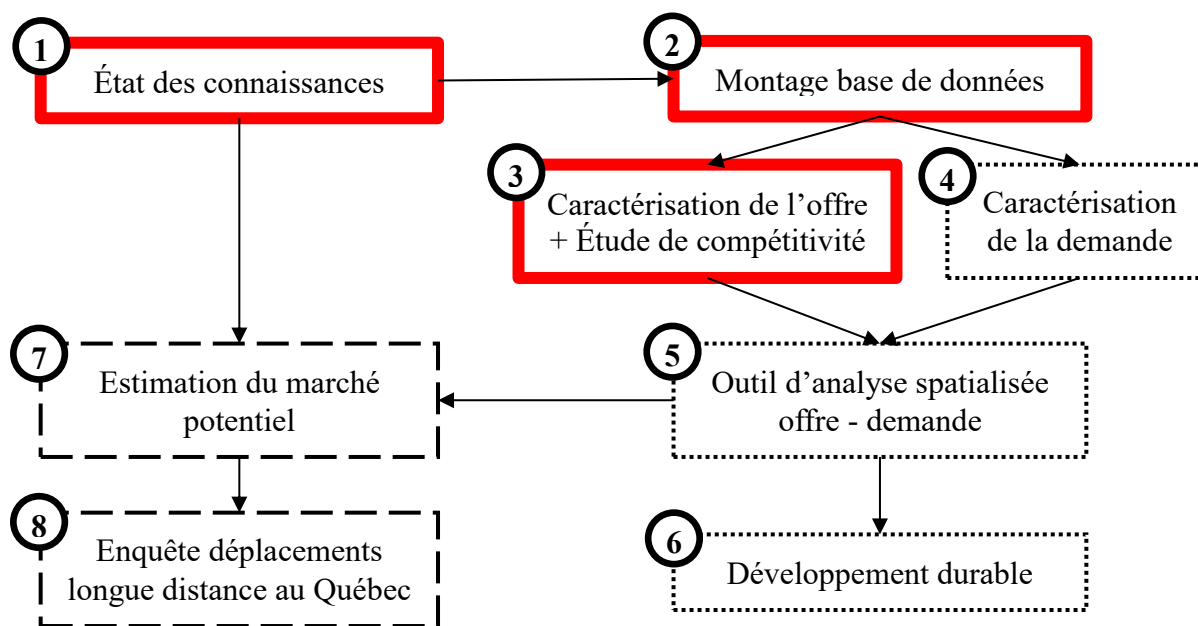 1
État des connaissances
2
Montage base de données
3
Caractérisation de l’offre
+ Étude de compétitivité
4
Caractérisation
de la demande
5
Outil d’analyse spatialisée
offre - demande
6
Développement durable
7
Estimation du marché
potentiel
8
Enquête déplacements
longue distance au Québec